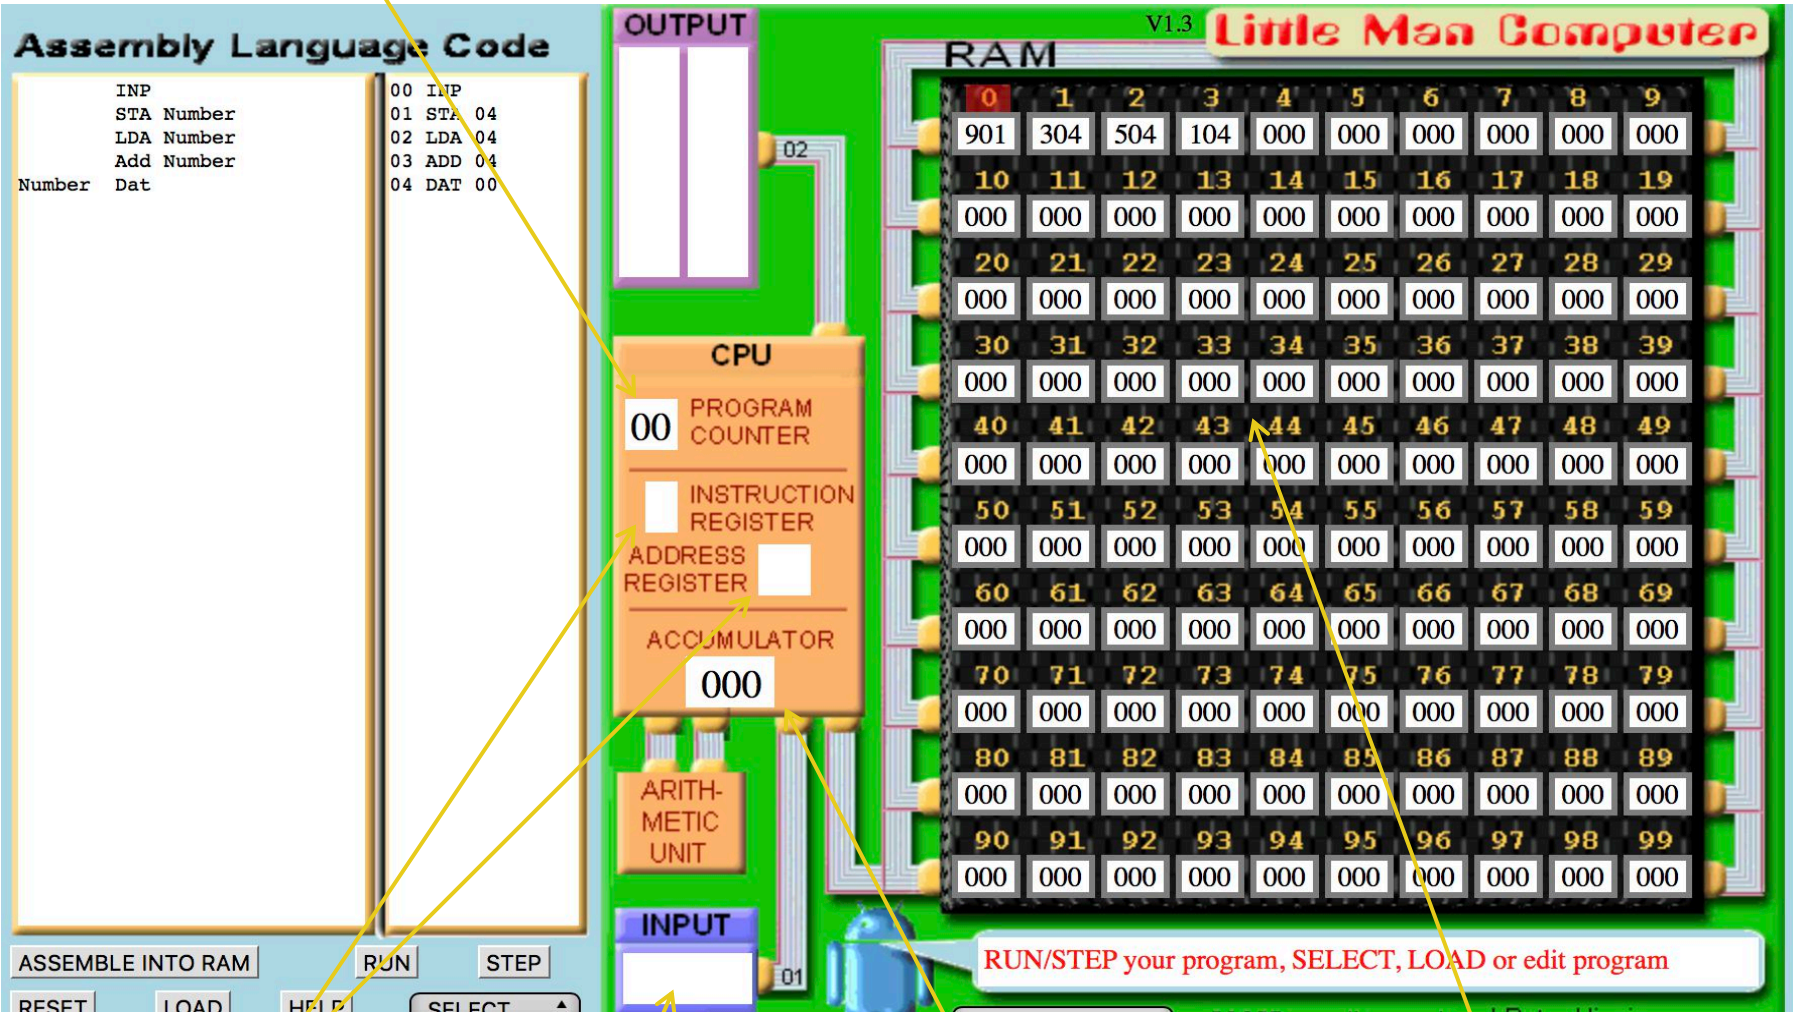 Assembly Language Code
INP
STA Number
LDA Number
Add Number
Number Dat
00 INP
01 STA 04
02 LDA 04
03 ADD 04
04 DAT 00
ASSEMBLE INTO RAM
RUN
STEP
RESET
LOAD
HELP
SELECT
OUTPUT
02
CPU
00
PROGRAM
COUNTER
INSTRUCTION
REGISTER
ADDRESS
REGISTER
ACCUMULATOR
000
ARITH-
METIC
UNIT
INPUT
01
V1.3
Little Man Computer
RAM
0 1 2 3 4 5 6 7 8 9
901 304 504 104 000 000 000 000 000 000
10 11 12 13 14 15 16 17 18 19
000 000 000 000 000 000 000 000 000 000
20 21 22 23 24 25 26 27 28 29
000 000 000 000 000 000 000 000 000 000
30 31 32 33 34 35 36 37 38 39
000 000 000 000 000 000 000 000 000 000
40 41 42 43 44 45 46 47 48 49
000 000 000 000 000 000 000 000 000 000
50 51 52 53 54 55 56 57 58 59
000 000 000 000 000 000 000 000 000 000
60 61 62 63 64 65 66 67 68 69
000 000 000 000 000 000 000 000 000 000
70 71 72 73 74 75 76 77 78 79
000 000 000 000 000 000 000 000 000 000
80 81 82 83 84 85 86 87 88 89
000 000 000 000 000 000 000 000 000 000
90 91 92 93 94 95 96 97 98 99
000 000 000 000 000 000 000 000 000 000
RUN/STEP your program, SELECT, LOAD or edit program